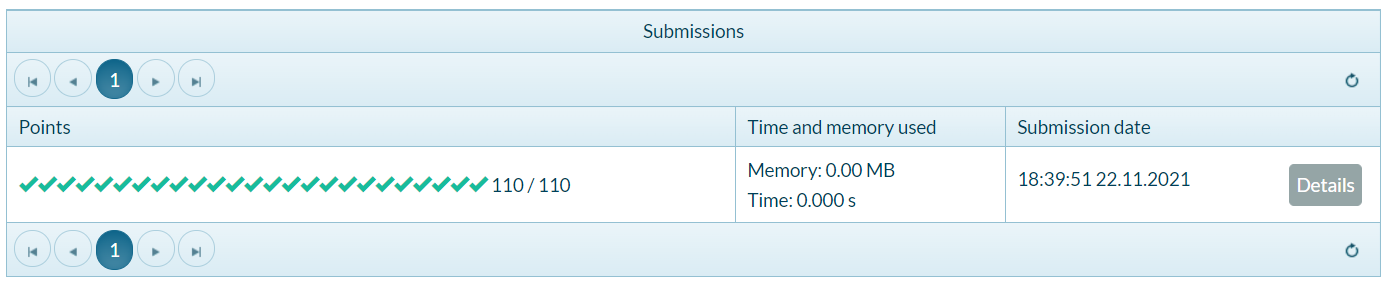 Submissions
1
Points Time and memory used Submission date
110 / 110 Memory: 0.00 MB 18:39:51 22.11.2021 Details
Time: 0.000 s
1